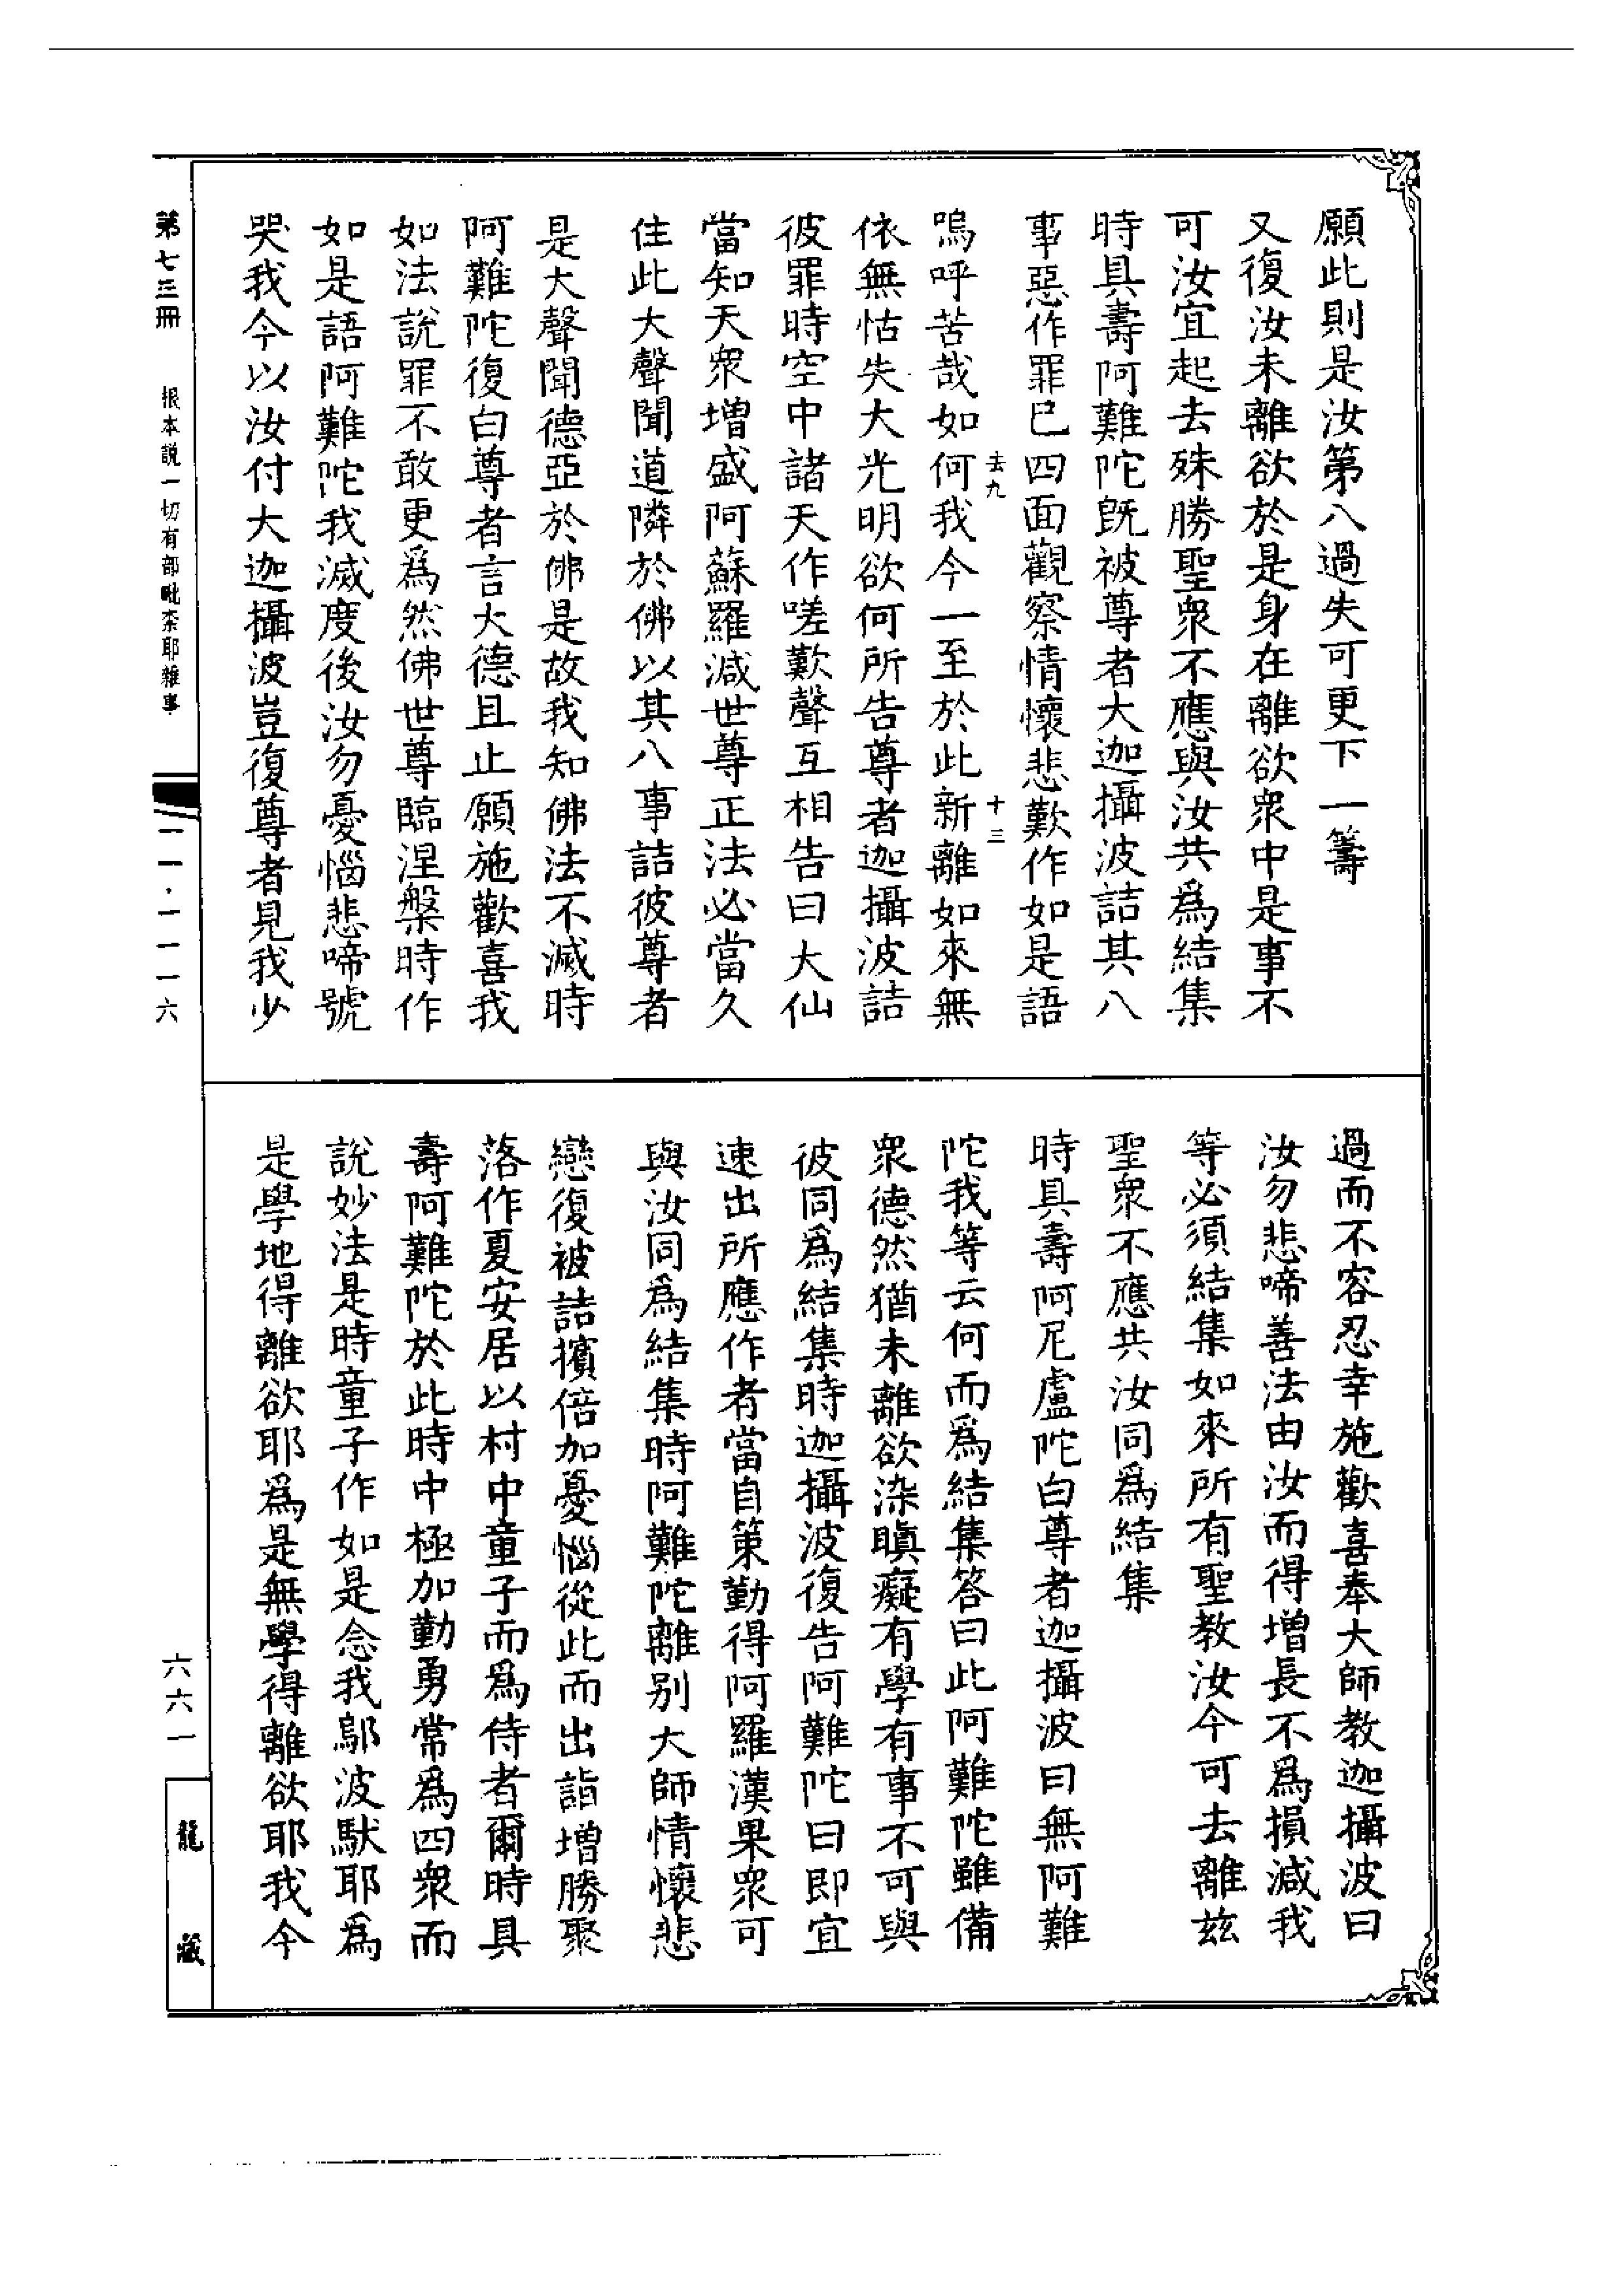 願此則是汝第八過失可更下一籌
又復汝未離欲於是身在離欲衆中是事不
可汝宜起去殊勝聖衆不應與汝共爲結集
時具壽阿難陀旣被尊者大迦攝波詰其八
事惡作罪已四面觀察情懷悲歎作如是語
去九　十三
嗚呼苦哉如何我今一至於此新離如來無
依無怙失大光明欲何所告尊者迦攝波詰
彼罪時空中諸天作嗟歎聲互相告曰大仙
當知天衆增盛阿蘇羅減世尊正法必當久
住此大聲聞道隣於佛以其八事詰彼尊者
是大聲聞德亞於佛是故我知佛法不滅時
阿難陀復白尊者言大德且止願施歡喜我
如法說罪不敢更爲然佛世尊臨涅槃時作
如是語阿難陀我滅度後汝勿憂惱悲啼號
哭我今以汝付大迦攝波豈復尊者見我少
過而不容忍幸施歡喜奉大師教迦攝波曰
汝勿悲啼善法由汝而得增長不爲損減我
等必須結集如來所有聖教汝今可去離兹
聖衆不應共汝同爲結集
時具壽阿尼盧陀白尊者迦攝波曰無阿難
陀我等云何而爲結集答曰此阿難陀雖備
衆德然猶未離欲染瞋癡有學有事不可與
彼同爲結集時迦攝波復告阿難陀曰即宜
速出所應作者當自策勤得阿羅漢果衆可
與汝同爲結集時阿難陀離别大師情懷悲
戀復被詰擯倍加憂惱從此而出詣增勝聚
落作夏安居以村中童子而爲侍者爾時具
壽阿難陀於此時中極加勤勇常爲四衆而
說妙法是時童子作如是念我鄔波馱耶爲
是學地得離欲耶爲是無學得離欲耶我今
第七三冊　根本説一切有部毗奈耶雜事
一一·一一一六
六六一
龍藏